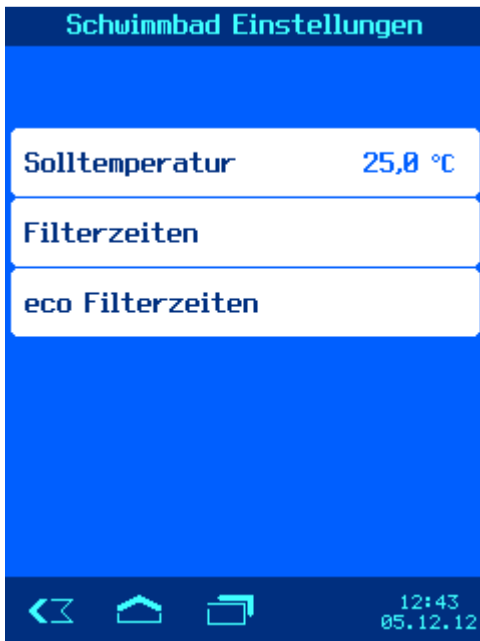 Schwimmbad Einstellungen
Solltemperatur 25,0 °C
Filterzeiten
eco Filterzeiten
12:43
05.12.12